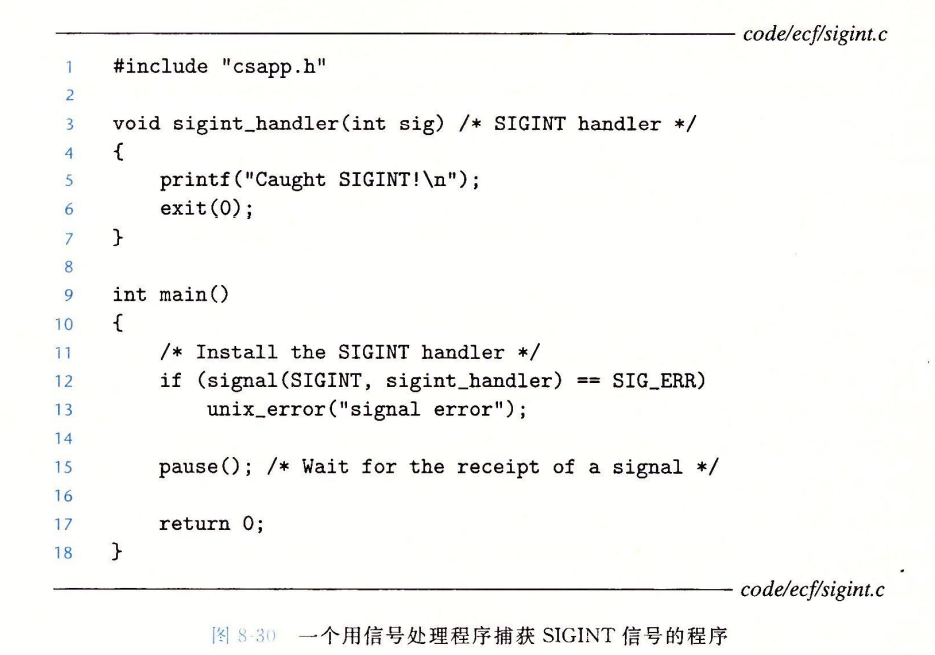 code/ecf/sigint.c
1 #include "csapp.h"
2
3 void sigint_handler(int sig) /* SIGINT handler */
4 {
5     printf("Caught SIGINT!\n");
6     exit(0);
7 }
8
9 int main()
10 {
11     /* Install the SIGINT handler */
12     if (signal(SIGINT, sigint_handler) == SIG_ERR)
13         unix_error("signal error");
14
15     pause(); /* Wait for the receipt of a signal */
16
17     return 0;
18 }
code/ecf/sigint.c
图 8-30 一个用信号处理程序捕获 SIGINT 信号的程序